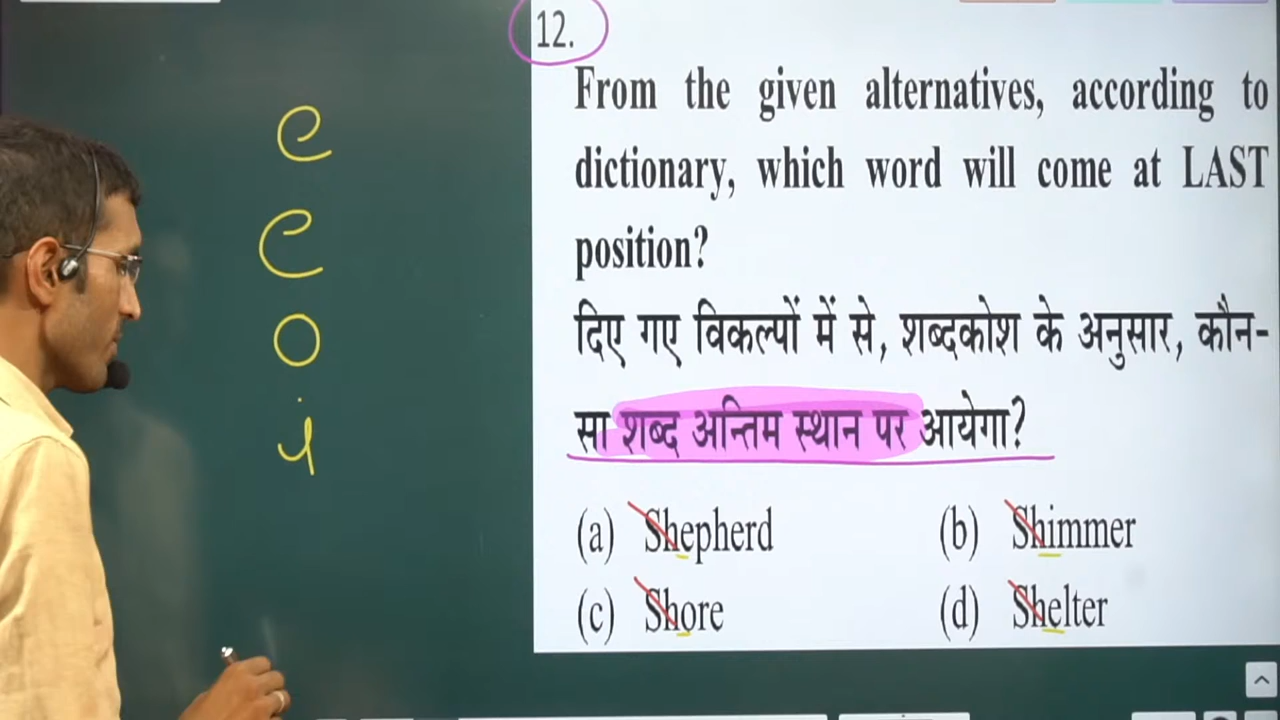 12.
From the given alternatives, according to
dictionary, which word will come at LAST
position?
दिए गए विकल्पों में से, शब्दकोश के अनुसार, कौन-
सा शब्द अन्तिम स्थान पर आयेगा?
(a) Shepherd (b) Shimmer
(c) Shore (d) Shelter
e
e
o
i